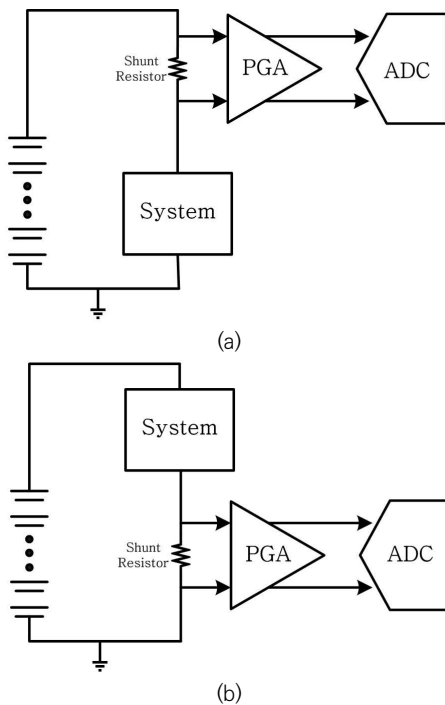 Shunt
Resistor
PGA
ADC
System
(a)
System
Shunt
Resistor
PGA
ADC
(b)